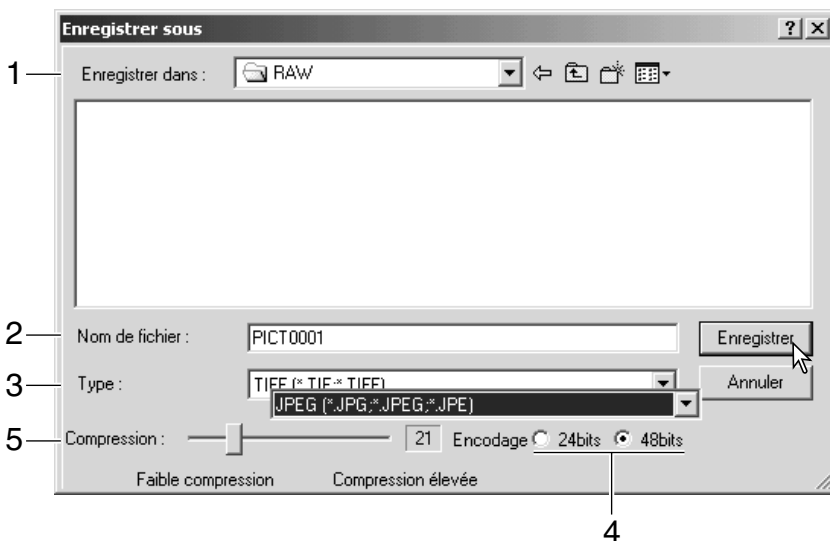 Enregistrer sous
1 Enregistrer dans : RAW
2 Nom de fichier : PICT0001 Enregistrer
3 Type : TIFF (*.TIF;*.TIFF) Annuler
JPEG (*.JPG;*.JPEG;*.JPE)
5 Compression : 21 Encodage 24bits 48bits
Faible compression Compression élevée
4